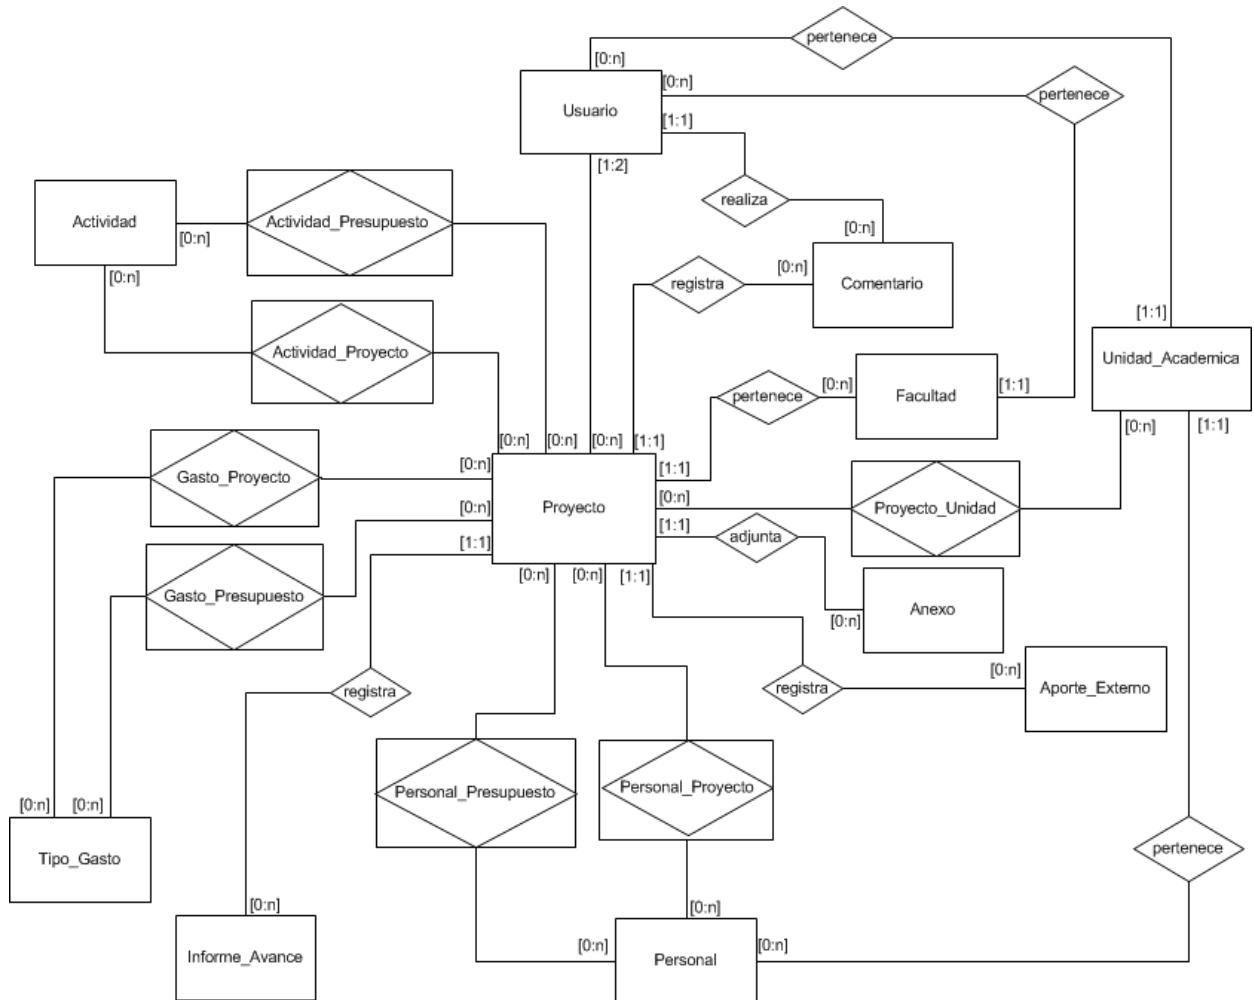 pertenece
[0:n]
[0:n]
Usuario
pertenece
[1:1]
[1:2]
realiza
Actividad
Actividad_Presupuesto
[0:n]
[0:n]
[0:n]
[0:n]
registra
Comentario
[1:1]
Actividad_Proyecto
Unidad_Academica
pertenece
[0:n]
Facultad
[1:1]
[0:n]
[1:1]
[0:n]
[0:n]
[0:n]
[1:1]
[0:n]
[1:1]
Gasto_Proyecto
[0:n]
[0:n]
Proyecto
Proyecto_Unidad
[0:n]
[1:1]
adjunta
[1:1]
[0:n]
[0:n]
[1:1]
Gasto_Presupuesto
Anexo
[0:n]
[0:n]
registra
registra
Aporte_Externo
Personal_Presupuesto
Personal_Proyecto
[0:n]
[0:n]
pertenece
Tipo_Gasto
[0:n]
[0:n]
[0:n]
[0:n]
Informe_Avance
Personal